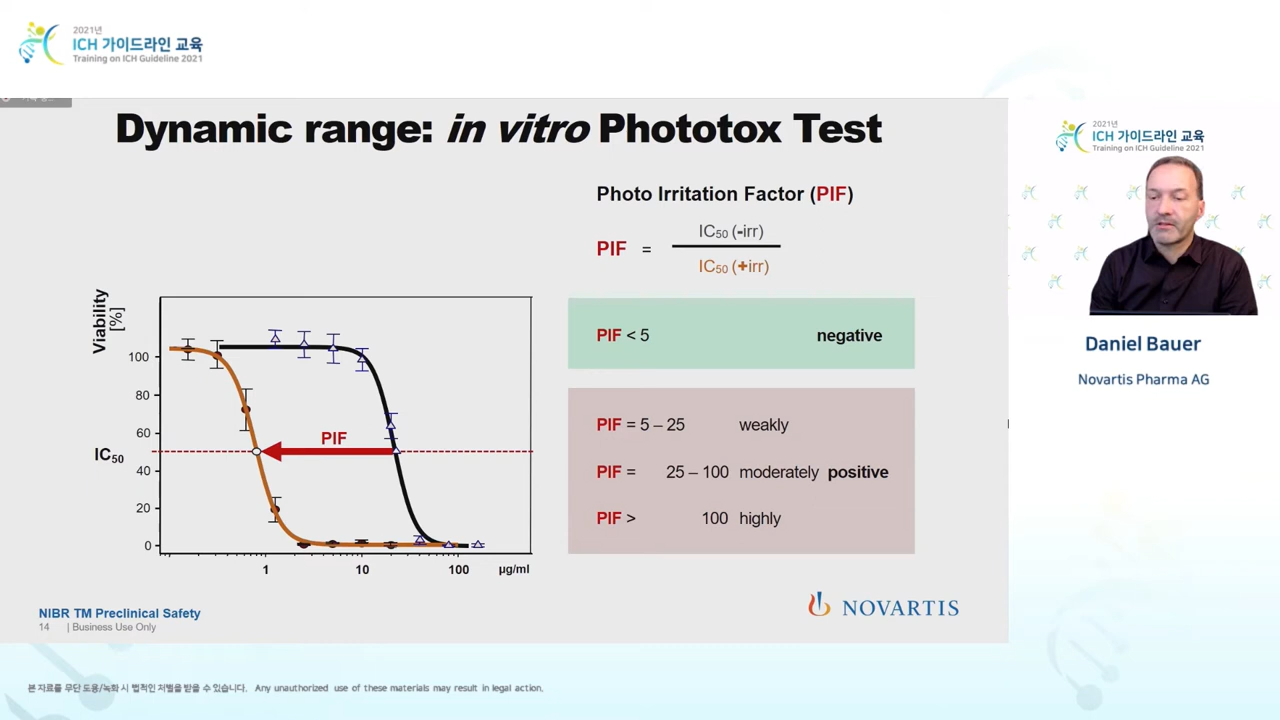 2021년
ICH 가이드라인 교육
Training on ICH Guideline 2021
Dynamic range: in vitro Phototox Test
Photo Irritation Factor (PIF)
PIF = IC50 (-irr)
IC50 (+irr)
PIF < 5 negative
PIF = 5 – 25 weakly
PIF = 25 – 100 moderately positive
PIF > 100 highly
Viability
[%]
100
80
60
IC50
40
20
0
PIF
1 10 100 µg/ml
NIBR TM Preclinical Safety
14 | Business Use Only
NOVARTIS
2021년
ICH 가이드라인 교육
Training on ICH Guideline 2021
Daniel Bauer
Novartis Pharma AG
본 자료를 무단 도용/녹화 시 법적인 처벌을 받을 수 있습니다. Any unauthorized use of these materials may result in legal action.